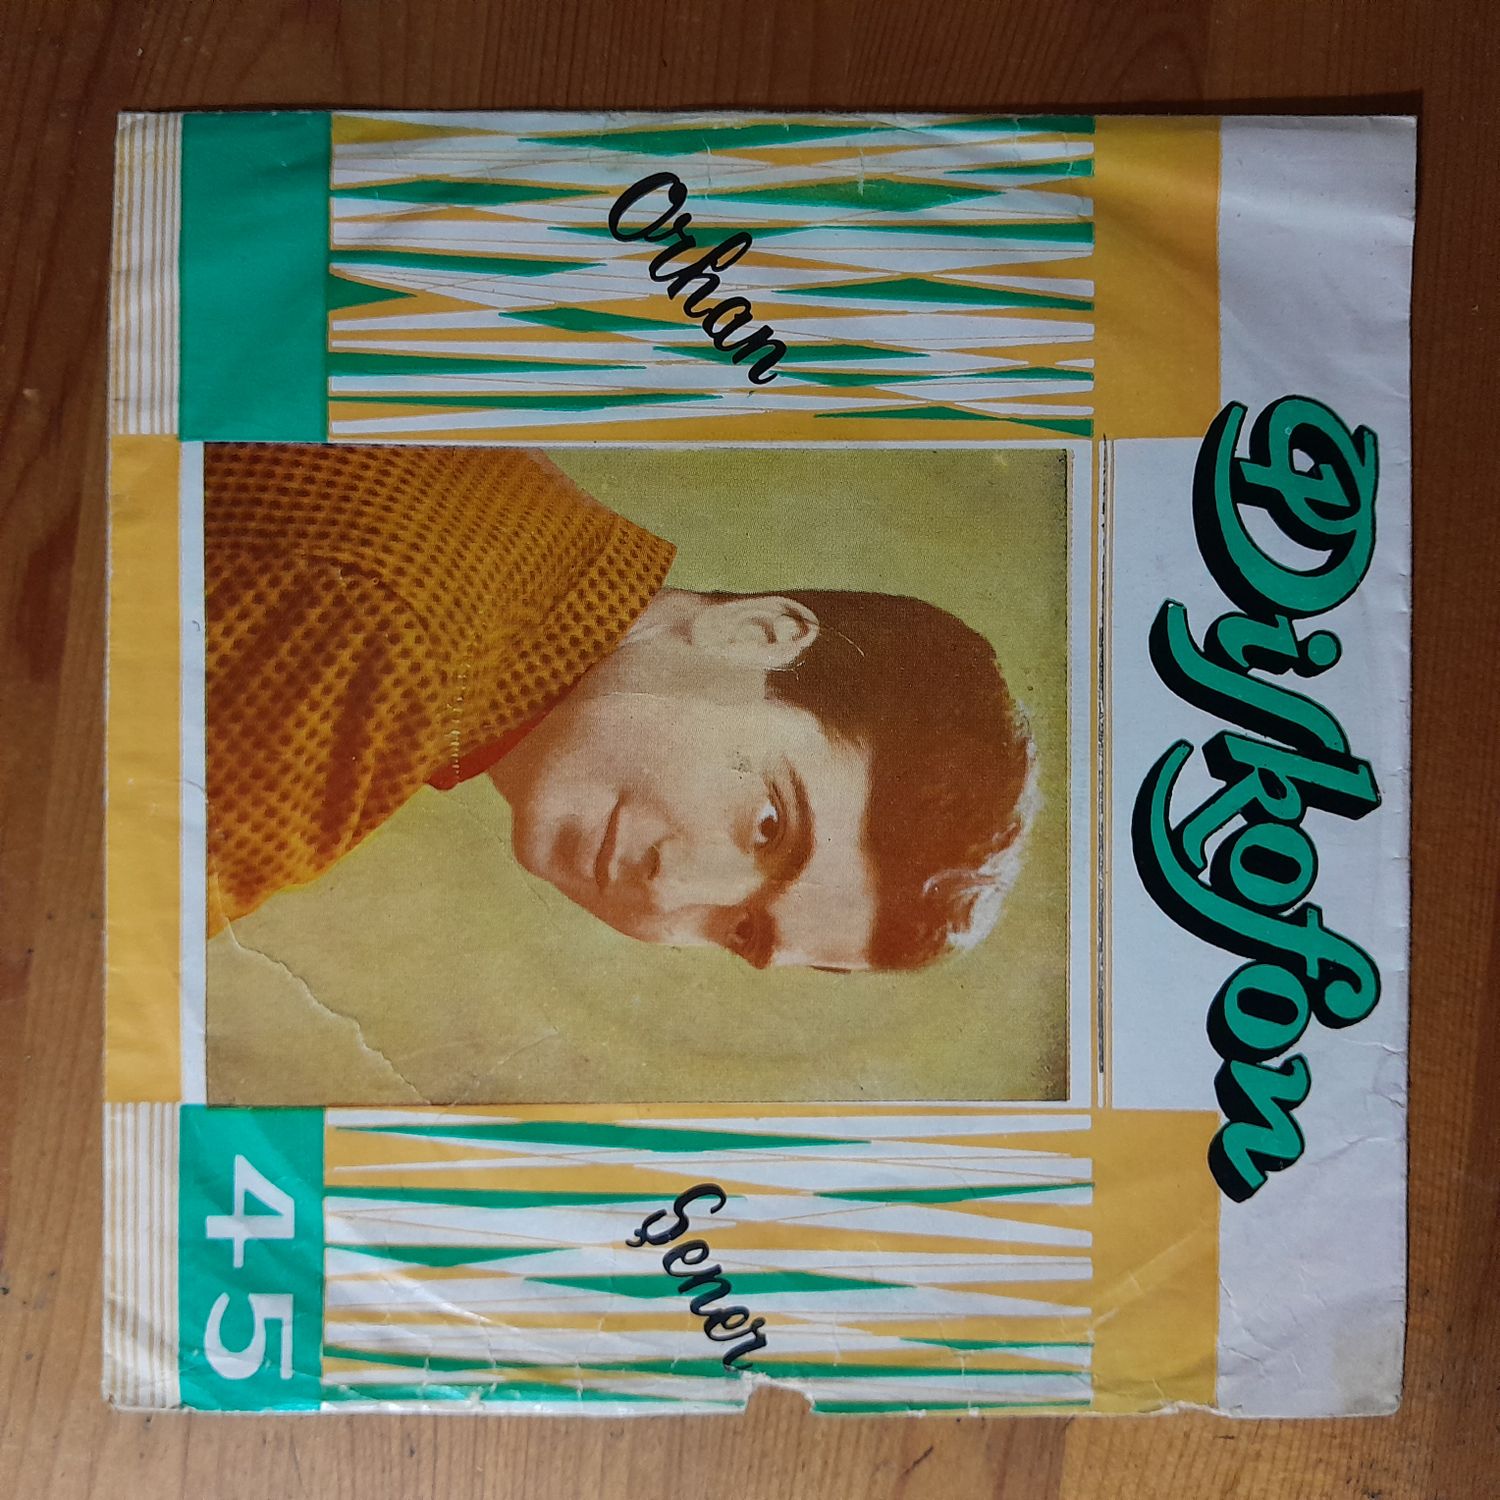 Diskofon
Orhan
Şener
45